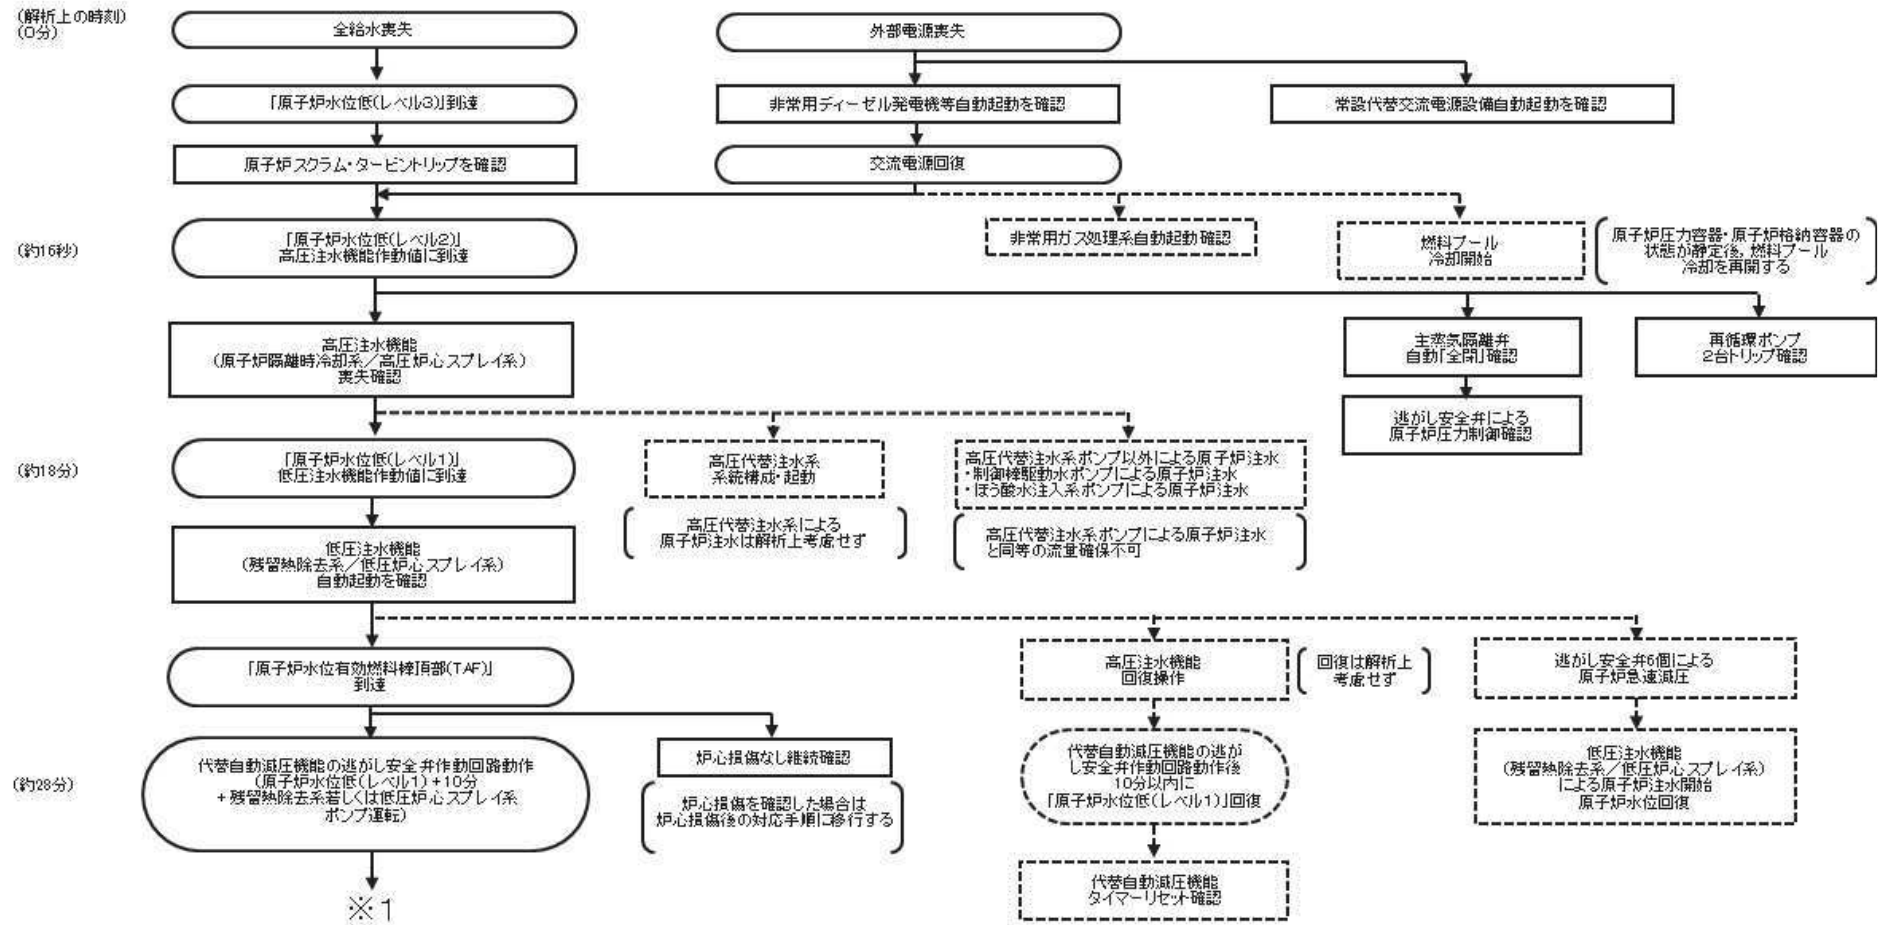 (解析上の時刻)
(0分)
全給水喪失
外部電源喪失
「原子炉水位低(レベル3)」到達
非常用ディーゼル発電機等自動起動を確認
常設代替交流電源設備自動起動を確認
原子炉スクラム・タービントリップを確認
交流電源回復
(約16秒)
「原子炉水位低(レベル2)」
高圧注水機能作動値に到達
非常用ガス処理系自動起動確認
燃料プール
冷却開始
原子炉圧力容器・原子炉格納容器の
状態が静定後,燃料プール
冷却を再開する
高圧注水機能
(原子炉隔離時冷却系/高圧炉心スプレイ系)
喪失確認
主蒸気隔離弁
自動「全閉」確認
再循環ポンプ
2台トリップ確認
逃がし安全弁による
原子炉圧力制御確認
(約18分)
「原子炉水位低(レベル1)」
低圧注水機能作動値に到達
高圧代替注水系
系統構成・起動
高圧代替注水系ポンプ以外による原子炉注水
・制御棒駆動水ポンプによる原子炉注水
・ほう酸水注入系ポンプによる原子炉注水
高圧代替注水系による
原子炉注水は解析上考慮せず
高圧代替注水系ポンプによる原子炉注水
と同等の流量確保不可
低圧注水機能
(残留熱除去系/低圧炉心スプレイ系)
自動起動を確認
「原子炉水位有効燃料棒頂部(TAF)」
到達
高圧注水機能
回復操作
回復は解析上
考慮せず
逃がし安全弁6個による
原子炉急速減圧
(約28分)
代替自動減圧機能の逃がし安全弁作動回路動作
(原子炉水位低(レベル1)+10分
+残留熱除去系若しくは低圧炉心スプレイ系
ポンプ運転)
炉心損傷なし継続確認
炉心損傷を確認した場合は
炉心損傷後の対応手順に移行する
代替自動減圧機能の逃が
し安全弁作動回路動作後
10分以内に
「原子炉水位低(レベル1)」回復
低圧注水機能
(残留熱除去系/低圧炉心スプレイ系)
による原子炉注水開始
原子炉水位回復
代替自動減圧機能
タイマーリセット確認
※1